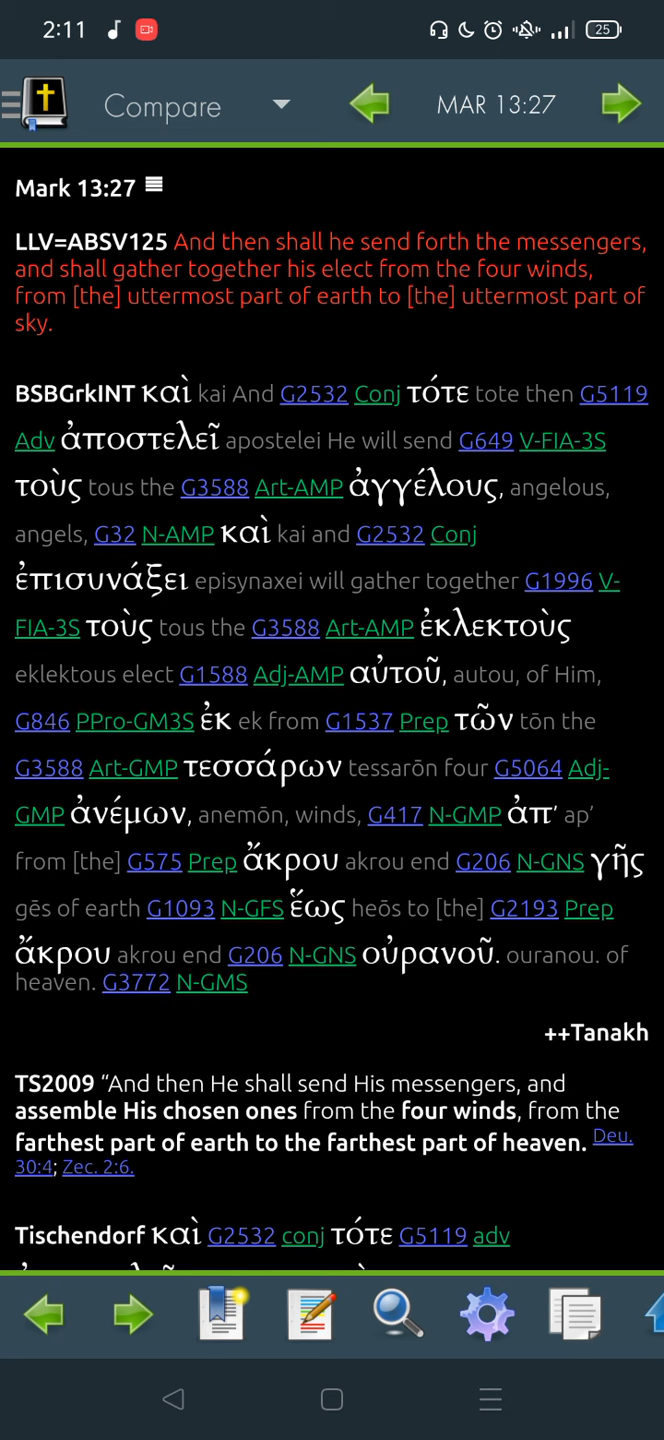 2:11
25
Compare
MAR 13:27
Mark 13:27
LLV=ABSV125 And then shall he send forth the messengers,
and shall gather together his elect from the four winds,
from [the] uttermost part of earth to [the] uttermost part of
sky.
BSBGrkINT καὶ kai And G2532 Conj τότε tote then G5119
Adv ἀποστελεῖ apostelei He will send G649 V-FIA-3S
τοὺς tous the G3588 Art-AMP ἀγγέλους, angelous,
angels, G32 N-AMP καὶ kai and G2532 Conj
ἐπισυνάξει episynaxei will gather together G1996 V-
FIA-3S τοὺς tous the G3588 Art-AMP ἐκλεκτοὺς
eklektous elect G1588 Adj-AMP αὐτοῦ, autou, of Him,
G846 PPro-GM3S ἐκ ek from G1537 Prep τῶν tōn the
G3588 Art-GMP τεσσάρων tessarōn four G5064 Adj-
GMP ἀνέμων, anemōn, winds, G417 N-GMP ἀπ’ ap’
from [the] G575 Prep ἄκρου akrou end G206 N-GNS γῆς
gēs of earth G1093 N-GFS ἕως heōs to [the] G2193 Prep
ἄκρου akrou end G206 N-GNS οὐρανοῦ. ouranou. of
heaven. G3772 N-GMS
++Tanakh
TS2009 “And then He shall send His messengers, and
assemble His chosen ones from the four winds, from the
farthest part of earth to the farthest part of heaven. Deu.
30:4; Zec. 2:6.
Tischendorf καὶ G2532 conj τότε G5119 adv